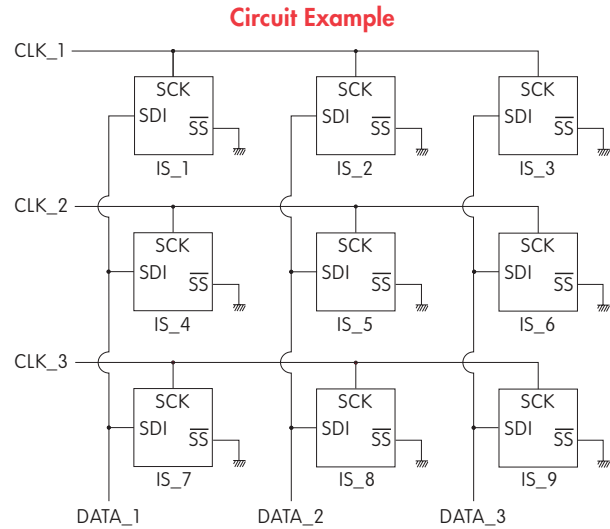 Circuit Example
CLK_1
SCK SCK SCK
SDI SS SDI SS SDI SS
IS_1 IS_2 IS_3
CLK_2
SCK SCK SCK
SDI SS SDI SS SDI SS
IS_4 IS_5 IS_6
CLK_3
SCK SCK SCK
SDI SS SDI SS SDI SS
IS_7 IS_8 IS_9
DATA_1 DATA_2 DATA_3